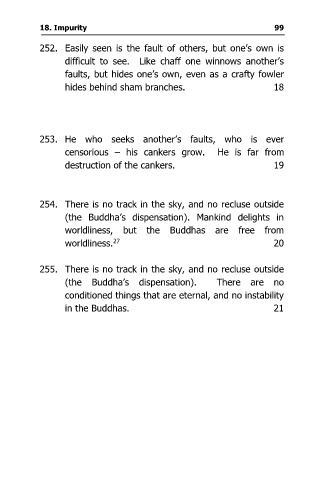 18. Impurity 99
252. Easily seen is the fault of others, but one's own is
difficult to see. Like chaff one winnows another's
faults, but hides one's own, even as a crafty fowler
hides behind sham branches. 18
253. He who seeks another's faults, who is ever
censorious – his cankers grow. He is far from
destruction of the cankers. 19
254. There is no track in the sky, and no recluse outside
(the Buddha's dispensation). Mankind delights in
worldliness, but the Buddhas are free from
worldliness.27 20
255. There is no track in the sky, and no recluse outside
(the Buddha's dispensation). There are no
conditioned things that are eternal, and no instability
in the Buddhas. 21